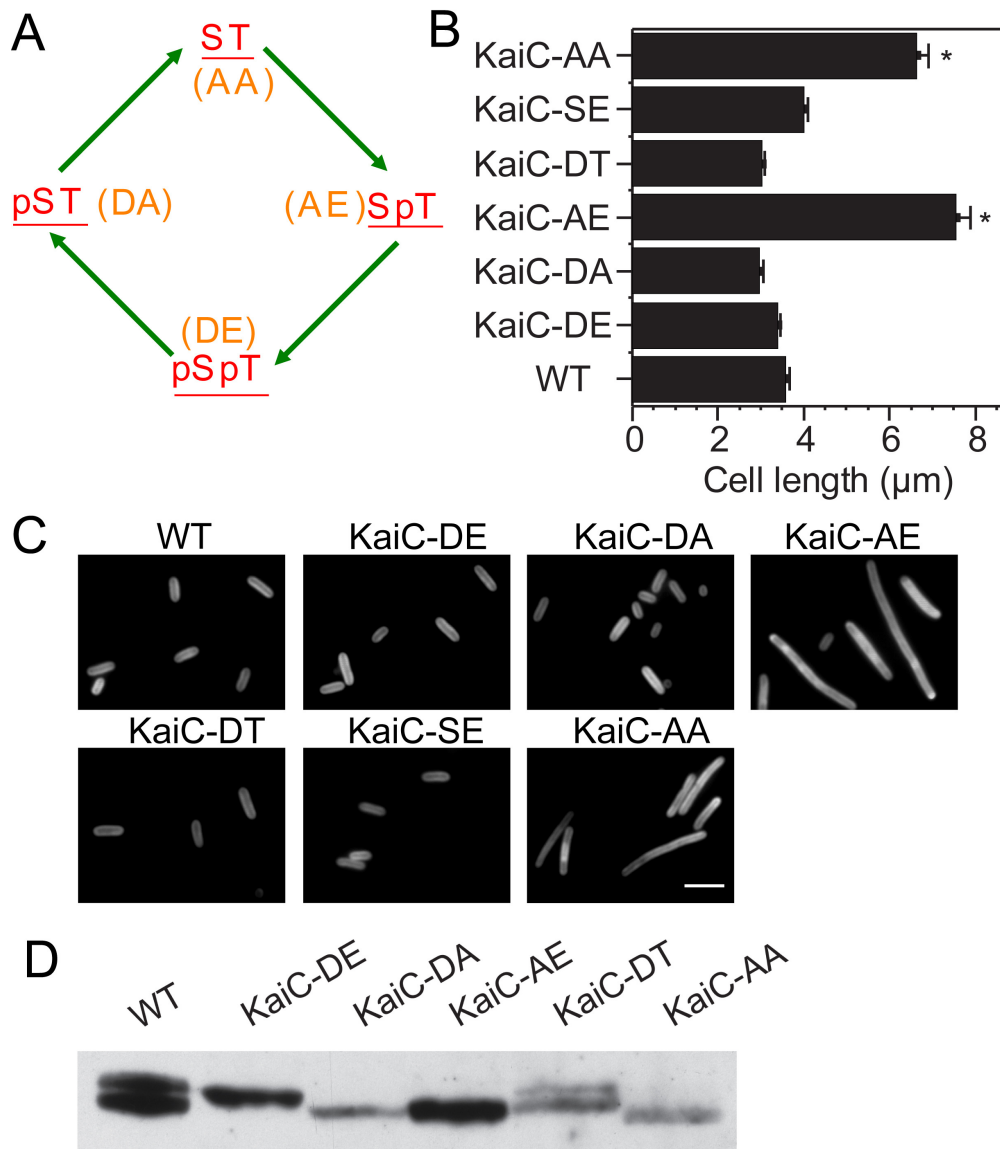 A
ST
(AA)
pST (DA)
(AE) SpT
(DE)
pSpT
B
KaiC-AA
*
KaiC-SE
KaiC-DT
KaiC-AE
*
KaiC-DA
KaiC-DE
WT
0 2 4 6 8
Cell length (µm)
C
WT KaiC-DE KaiC-DA KaiC-AE
KaiC-DT KaiC-SE KaiC-AA
D
WT KaiC-DE KaiC-DA KaiC-AE KaiC-DT KaiC-AA